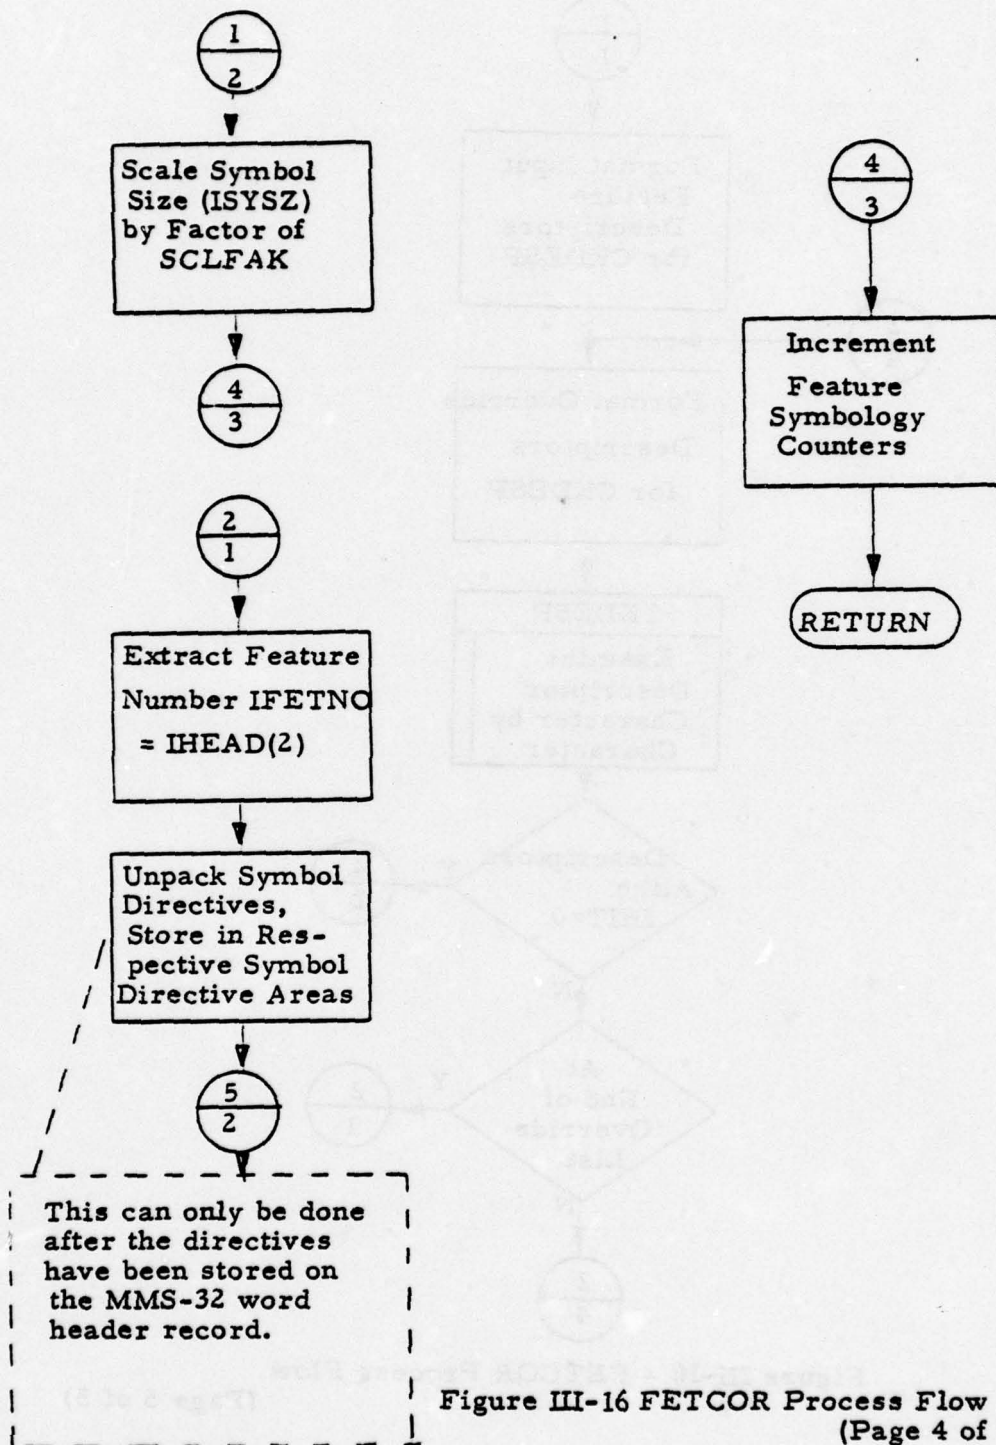 1
2
Scale Symbol
Size (ISYSZ)
by Factor of
SCLFAK
4
3
2
1
Extract Feature
Number IFETNO
= IHEAD(2)
Unpack Symbol
Directives,
Store in Res-
pective Symbol
Directive Areas
5
2
This can only be done
after the directives
have been stored on
the MMS-32 word
header record.
4
3
Increment
Feature
Symbology
Counters
RETURN
Figure III-16 FETCOR Process Flow
(Page 4 of